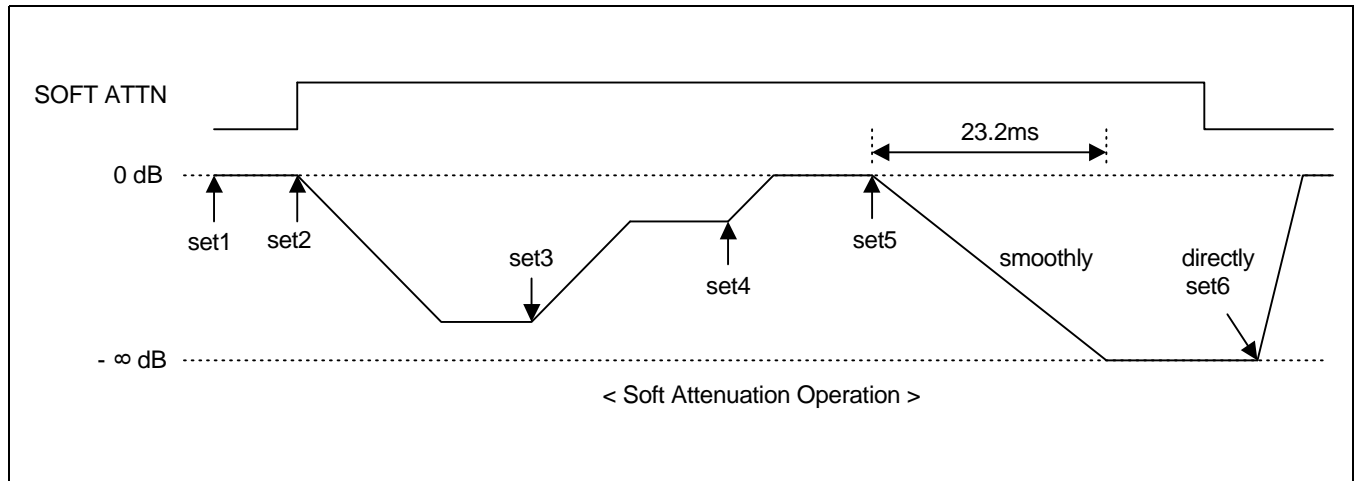 SOFT ATTN
23.2ms
0 dB
set1
set2
set3
set4
set5
smoothly
directly
set6
- ∞ dB
< Soft Attenuation Operation >